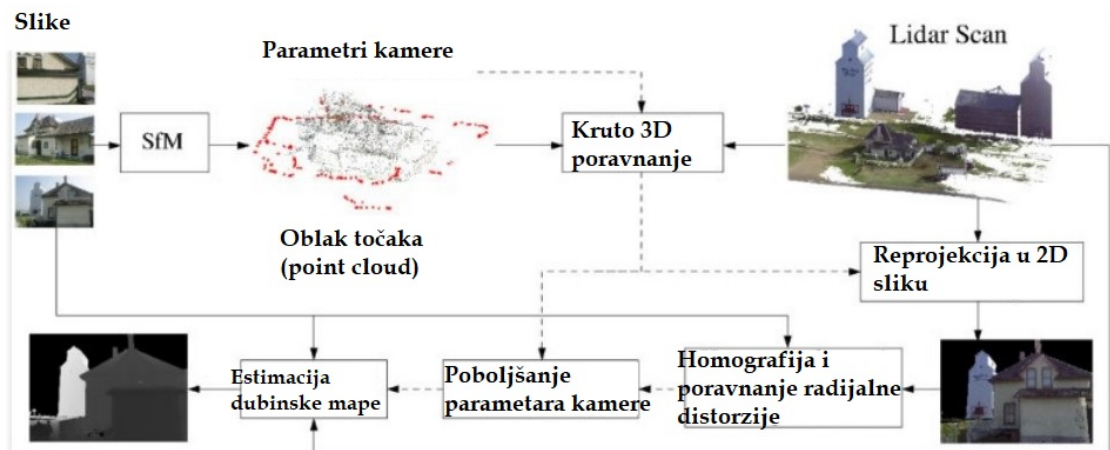 Slike
Parametri kamere
Lidar Scan
SfM
Kruto 3D
poravnanje
Oblak točaka
(point cloud)
Reprojekcija u 2D
sliku
Estimacija
dubinske mape
Poboljšanje
parametara kamere
Homografija i
poravnanje radijalne
distorzije